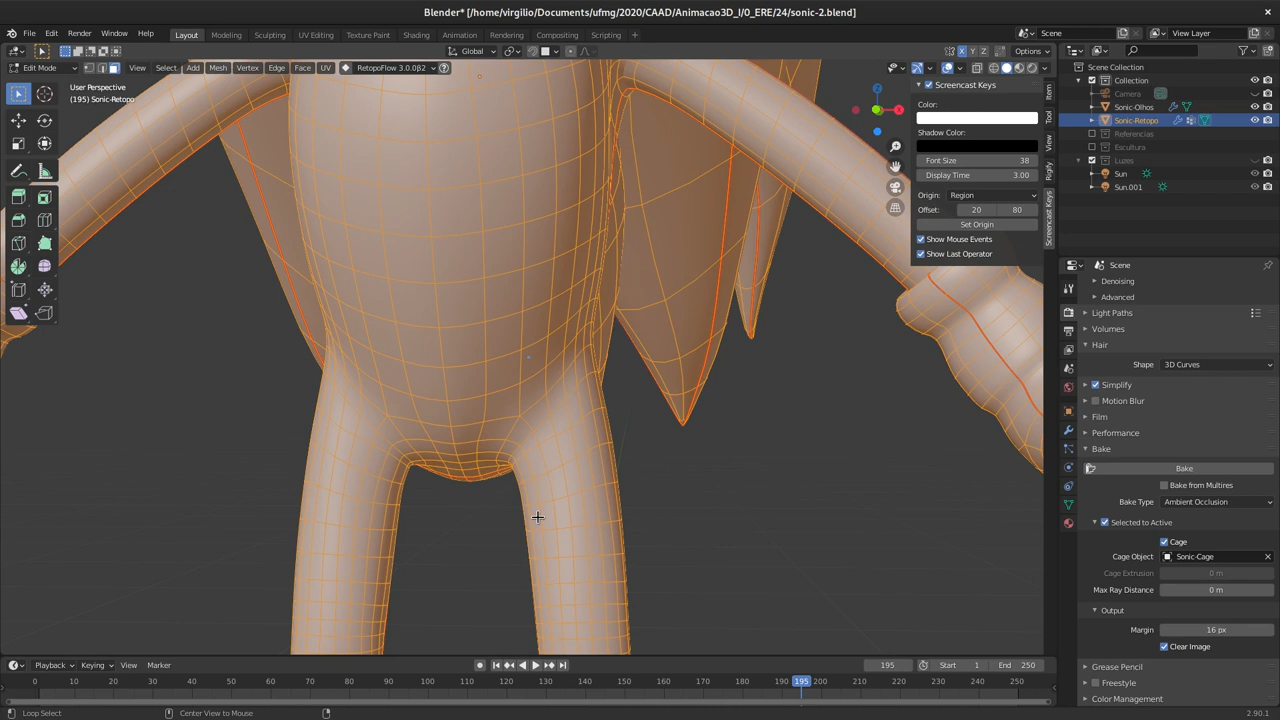 Blender* [/home/virgilio/Documents/ufmg/2020/CAAD/Animacao3D_I/0_ERE/24/sonic-2.blend]
File Edit Render Window Help Layout Modeling Sculpting UV Editing Texture Paint Shading Animation Rendering Compositing Scripting + Scene View Layer
Global X Y Z Options
Edit Mode View Select Add Mesh Vertex Edge Face UV RetopoFlow 3.0.0β2
User Perspective
(195) Sonic-Retopo
Z
Screencast Keys
Color:
Shadow Color:
Font Size 38
Display Time 3.00
Origin: Region
Offset: 20 80
Set Origin
Show Mouse Events
Show Last Operator
Item
Tool
View
Rigify
Screencast Keys
Scene Collection
Collection
Camera
Sonic-Olhos
Sonic-Retopo
Referencias
Escultura
Luzes
Sun
Sun.001
Scene
Denoising
Advanced
Light Paths
Volumes
Hair
Shape 3D Curves
Simplify
Motion Blur
Film
Performance
Bake
Bake
Bake from Multires
Bake Type Ambient Occlusion
Selected to Active
Cage
Cage Object Sonic-Cage
Cage Extrusion 0 m
Max Ray Distance 0 m
Output
Margin 16 px
Clear Image
Grease Pencil
Freestyle
Color Management
Playback Keying View Marker 195 Start 1 End 250
0 10 20 30 40 50 60 70 80 90 100 110 120 130 140 150 160 170 180 190 195 200 210 220 230 240 250
Loop Select Center View to Mouse 2.90.1